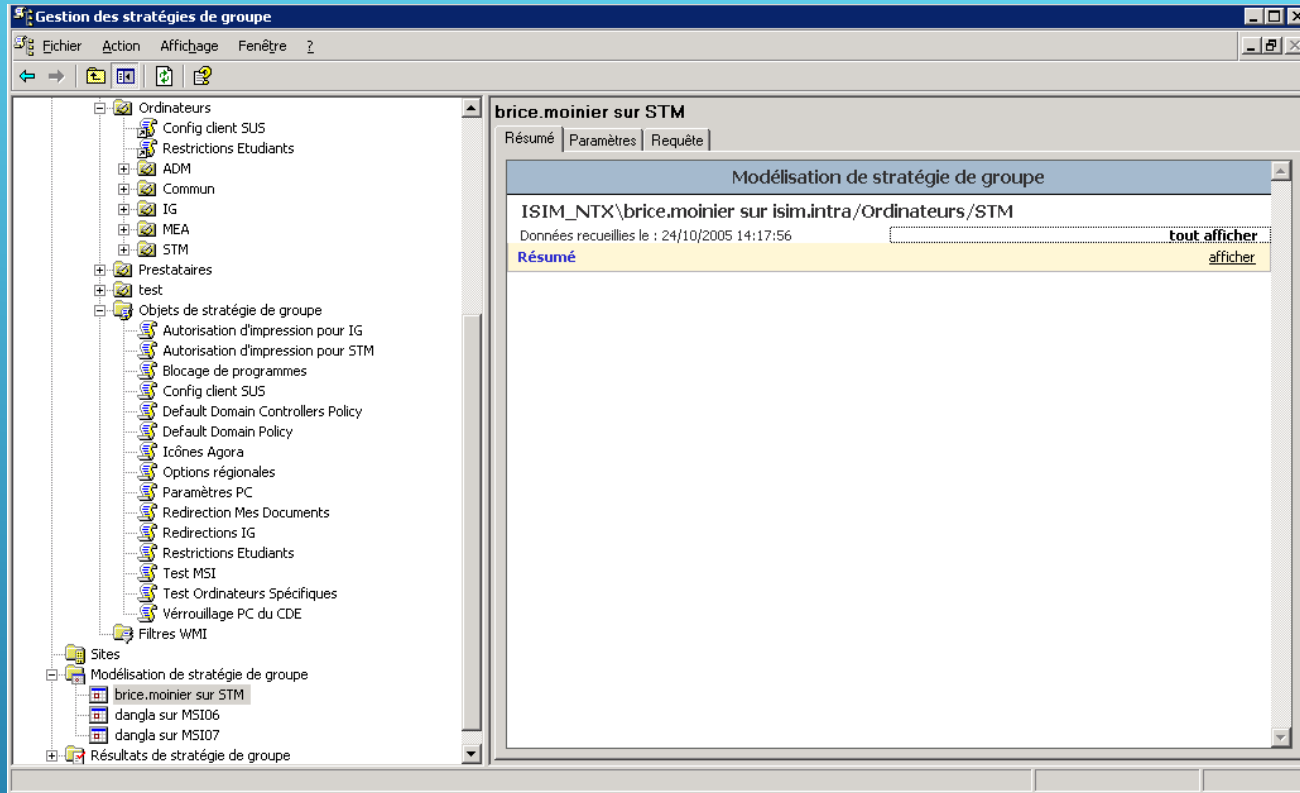 Gestion des stratégies de groupe
Fichier Action Affichage Fenêtre ?
Ordinateurs
Config client SUS
Restrictions Etudiants
ADM
Commun
IG
MEA
STM
Prestataires
test
Objets de stratégie de groupe
Autorisation d'impression pour IG
Autorisation d'impression pour STM
Blocage de programmes
Config client SUS
Default Domain Controllers Policy
Default Domain Policy
Icônes Agora
Options régionales
Paramètres PC
Redirection Mes Documents
Redirections IG
Restrictions Etudiants
Test MSI
Test Ordinateurs Spécifiques
Vérrouillage PC du CDE
Filtres WMI
Sites
Modélisation de stratégie de groupe
brice.moinier sur STM
dangla sur MSI06
dangla sur MSI07
Résultats de stratégie de groupe
brice.moinier sur STM
Résumé Paramètres Requête
Modélisation de stratégie de groupe
ISIM_NTX\brice.moinier sur isim.intra/Ordinateurs/STM
Données recueillies le : 24/10/2005 14:17:56 tout afficher
Résumé afficher